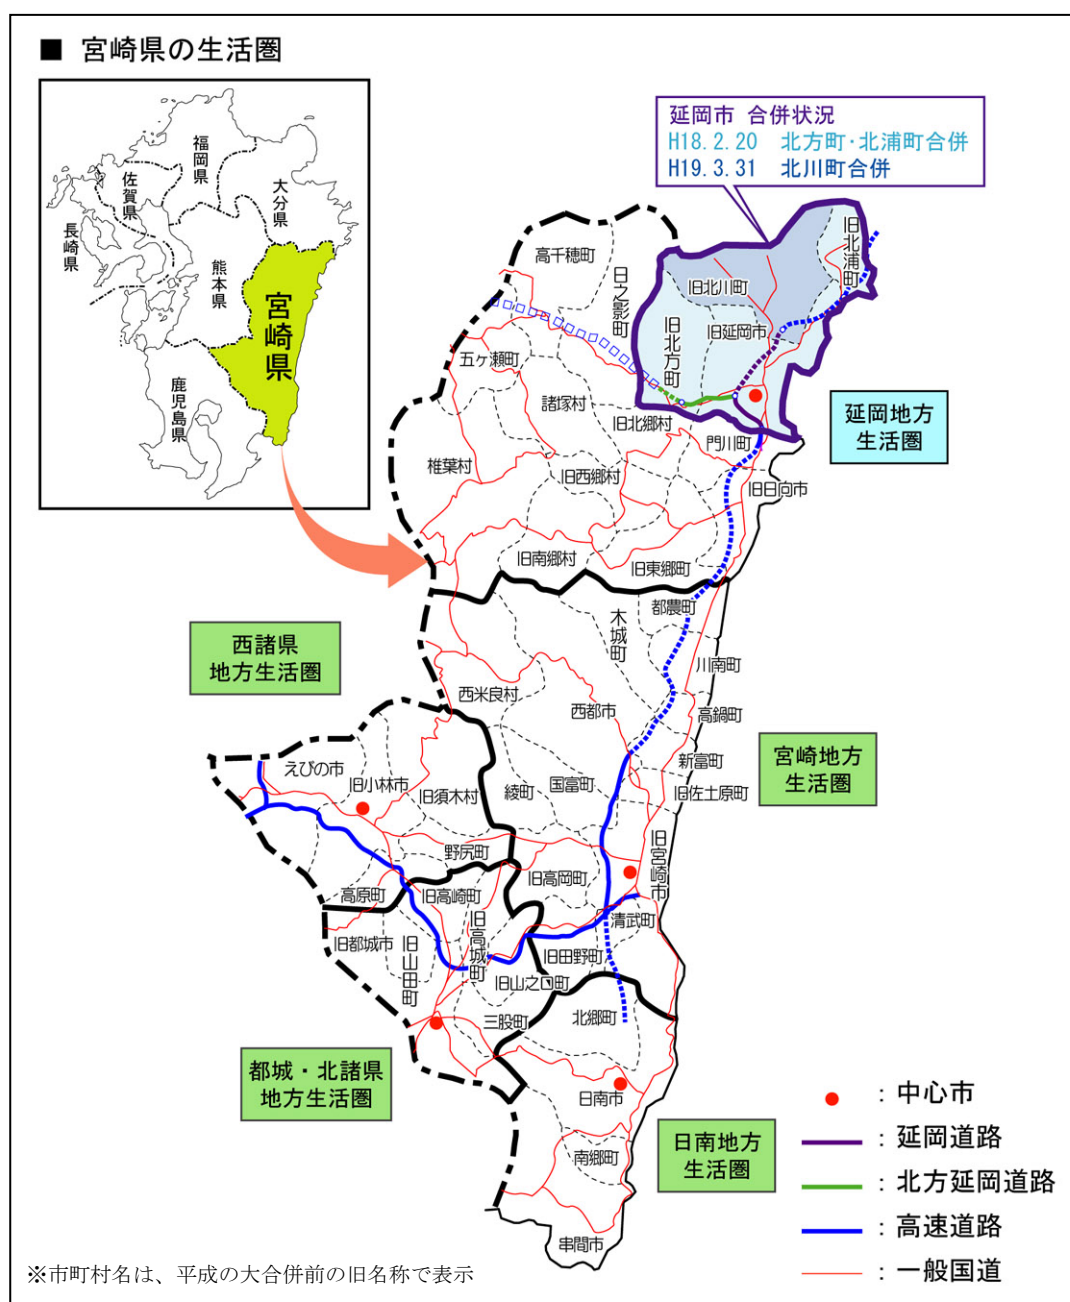 ■ 宮崎県の生活圏
福岡県
佐賀県
長崎県
大分県
熊本県
宮崎県
鹿児島県
延岡市 合併状況
H18.2.20 北方町・北浦町合併
H19.3.31 北川町合併
高千穂町
日之影町
旧北川町
旧北浦町
旧延岡市
旧北方町
五ヶ瀬町
諸塚村
旧北郷村
門川町
椎葉村
旧西郷村
旧日向市
旧南郷村
旧東郷町
延岡地方
生活圏
都農町
木城町
川南町
西諸県
地方生活圏
西米良村
西都市
高鍋町
新富町
宮崎地方
生活圏
えびの市
旧小林市
旧須木村
綾町
国富町
旧佐土原町
野尻町
旧高岡町
旧宮崎市
高原町
旧高崎町
旧高城町
清武町
旧都城市
旧山田町
旧田野町
旧山之口町
三股町
北郷町
都城・北諸県
地方生活圏
日南市
日南地方
生活圏
南郷町
串間市
：中心市
：延岡道路
：北方延岡道路
：高速道路
：一般国道
※市町村名は、平成の大合併前の旧名称で表示